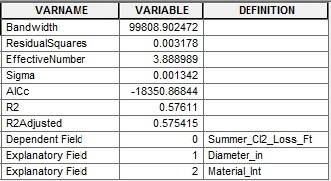 VARNAME VARIABLE DEFINITION
Bandwidth 99808.902472
ResidualSquares 0.003178
EffectiveNumber 3.888989
Sigma 0.001342
AICc -18350.86844
R2 0.57611
R2Adjusted 0.575415
Dependent Field 0 Summer_Cl2_Loss_Ft
Explanatory Field 1 Diameter_in
Explanatory Field 2 Material_Int